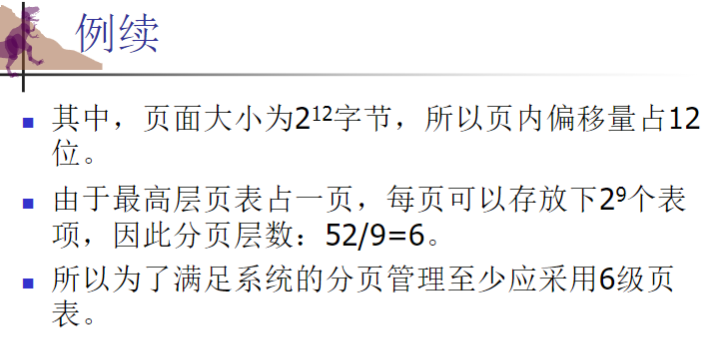 例续
其中，页面大小为2¹²字节，所以页内偏移量占12
位。
由于最高层页表占一页，每页可以存放下2⁹个表
项，因此分页层数：52/9=6。
所以为了满足系统的分页管理至少应采用6级页
表。